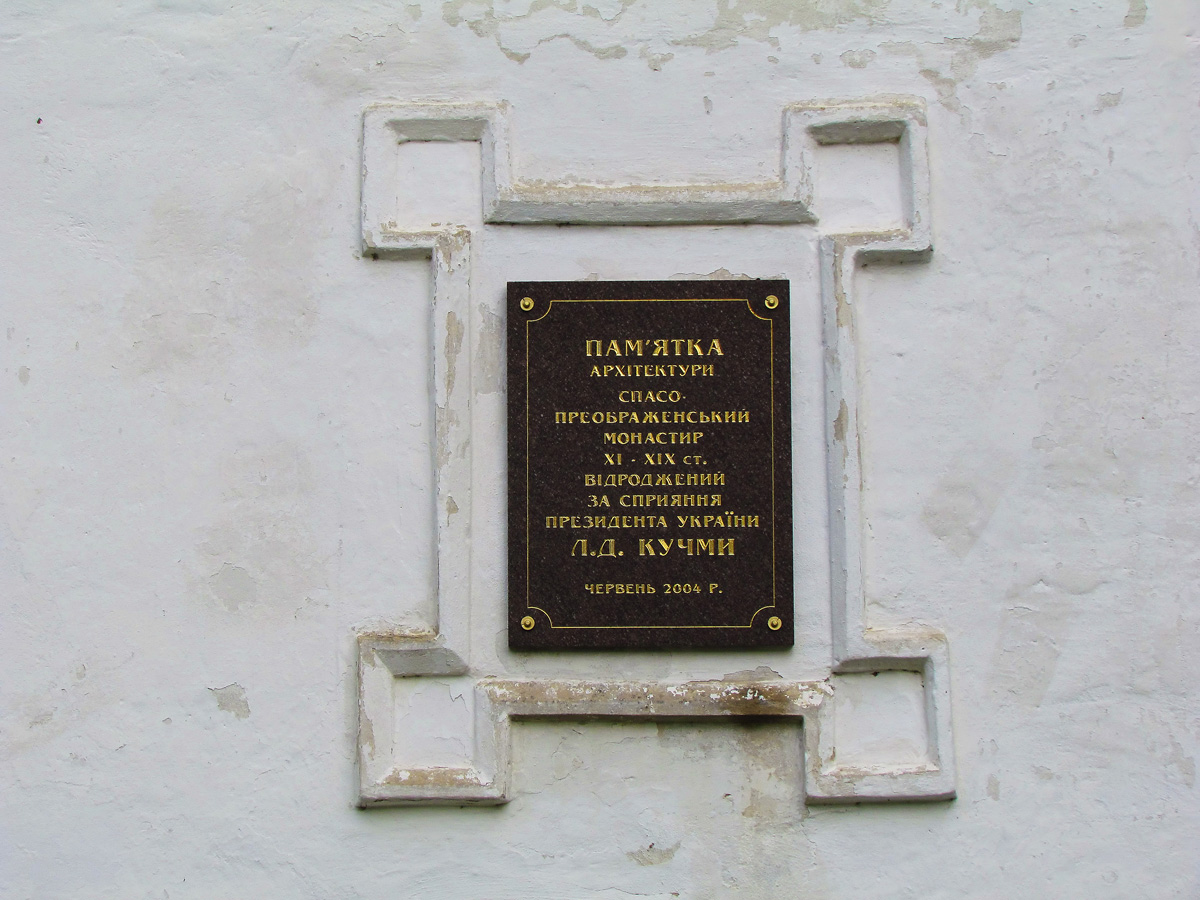 ПАМ'ЯТКА
АРХІТЕКТУРИ
СПАСО-
ПРЕОБРАЖЕНСЬКИЙ
МОНАСТИР
XI - XIX ст.
ВІДРОДЖЕНИЙ
ЗА СПРИЯННЯ
ПРЕЗИДЕНТА УКРАЇНИ
Л.Д. КУЧМИ
ЧЕРВЕНЬ 2004 Р.